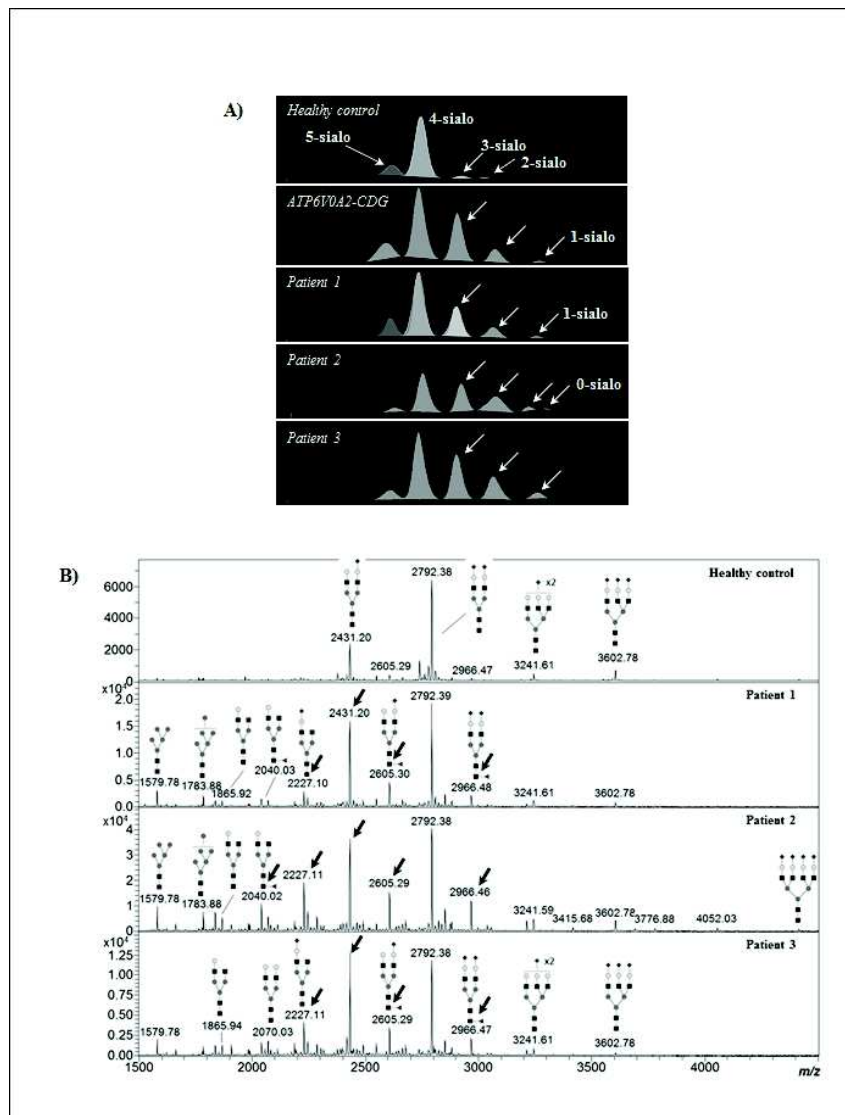 A)
Healthy control
5-sialo
4-sialo
3-sialo
2-sialo
ATP6V0A2-CDG
1-sialo
Patient 1
1-sialo
Patient 2
0-sialo
Patient 3
B)
Healthy control
6000
4000
2000
0
2431.20
2605.29
2792.38
2966.47
x2
3241.61
3602.78
Patient 1
x10⁴
2.0
1.5
1.0
0.5
0.0
1579.78
1783.88
1865.92
2040.03
2227.10
2431.20
2605.30
2792.39
2966.48
3241.61
3602.78
Patient 2
x10⁴
4
3
2
1
0
1579.78
1783.88
2040.02
2227.11
2605.29
2792.38
2966.46
3241.59
3415.68
3602.78
3776.88
4052.03
Patient 3
x10⁴
1.25
1.00
0.75
0.50
0.25
0.00
1579.78
1865.94
2070.03
2227.11
2605.29
2792.38
2966.47
x2
3241.61
3602.78
1500 2000 2500 3000 3500 4000 m/z